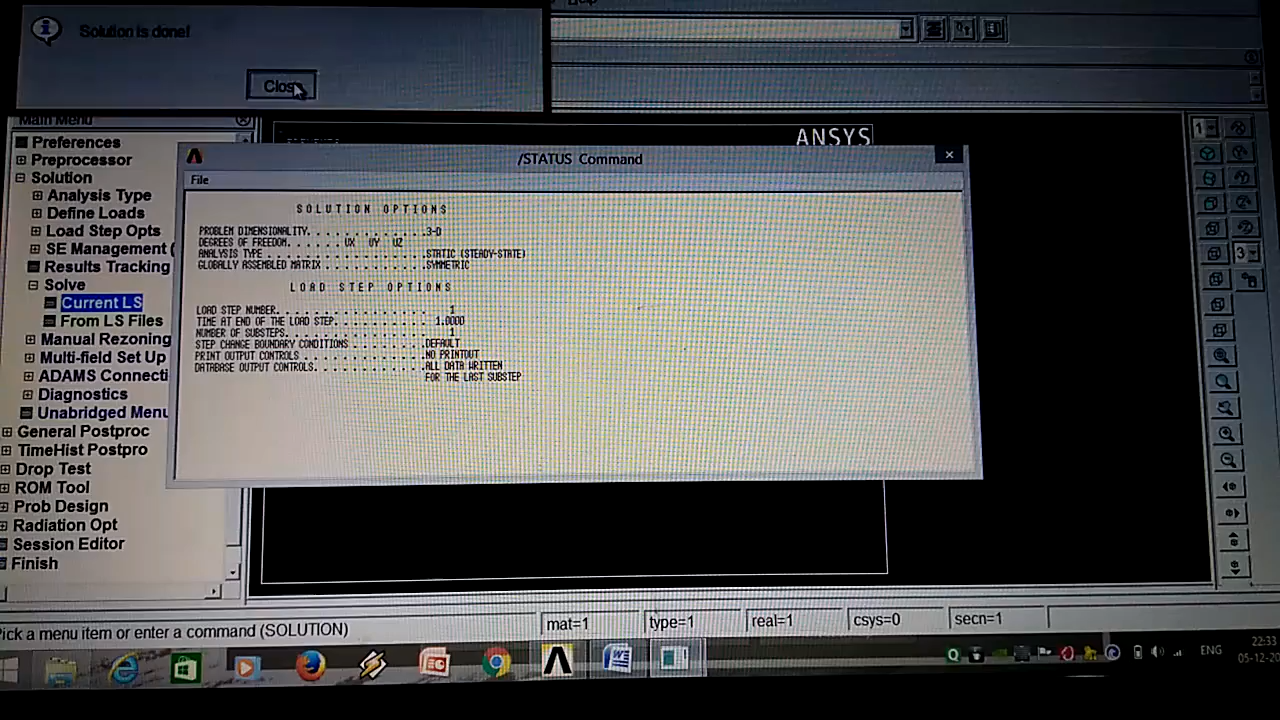 Solution is done!
Close
Main Menu
ANSYS
Preferences
Preprocessor
Solution
Analysis Type
Define Loads
Load Step Opts
SE Management (
Results Tracking
Solve
Current LS
From LS Files
Manual Rezoning
Multi-field Set Up
ADAMS Connecti
Diagnostics
Unabridged Menu
General Postproc
TimeHist Postpro
Drop Test
ROM Tool
Prob Design
Radiation Opt
Session Editor
Finish
/STATUS Command
File
SOLUTION OPTIONS
PROBLEM DIMENSIONALITY. . . . . . . . . . . . .3-D
DEGREES OF FREEDOM. . . . . . UX UY UZ
ANALYSIS TYPE . . . . . . . . . . . . . . . . .STATIC (STEADY-STATE)
GLOBALLY ASSEMBLED MATRIX . . . . . . . . . . .SYMMETRIC
LOAD STEP OPTIONS
LOAD STEP NUMBER. . . . . . . . . . . . . . . . 1
TIME AT END OF THE LOAD STEP. . . . . . . . . . 1.0000
NUMBER OF SUBSTEPS. . . . . . . . . . . . . . . 1
STEP CHANGE BOUNDARY CONDITIONS . . . . . . . .DEFAULT
PRINT OUTPUT CONTROLS . . . . . . . . . . . . .NO PRINTOUT
DATABASE OUTPUT CONTROLS. . . . . . . . . . . .ALL DATA WRITTEN
FOR THE LAST SUBSTEP
1
3
Pick a menu item or enter a command (SOLUTION)
mat=1
type=1
real=1
csys=0
secn=1
ENG
22:33
05-12-20